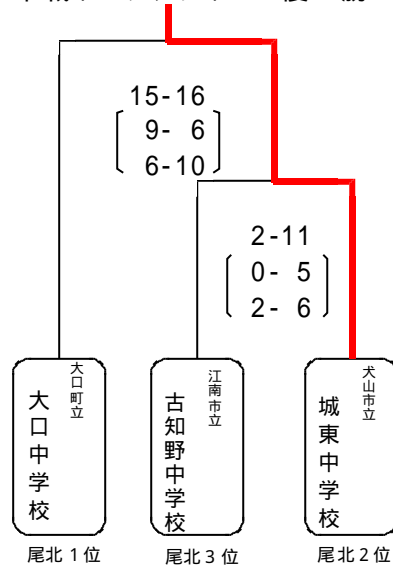 15-16
9- 6
6-10
2-11
0- 5
2- 6
大口町立
大口中学校
江南市立
古知野中学校
犬山市立
城東中学校
尾北１位
尾北３位
尾北２位